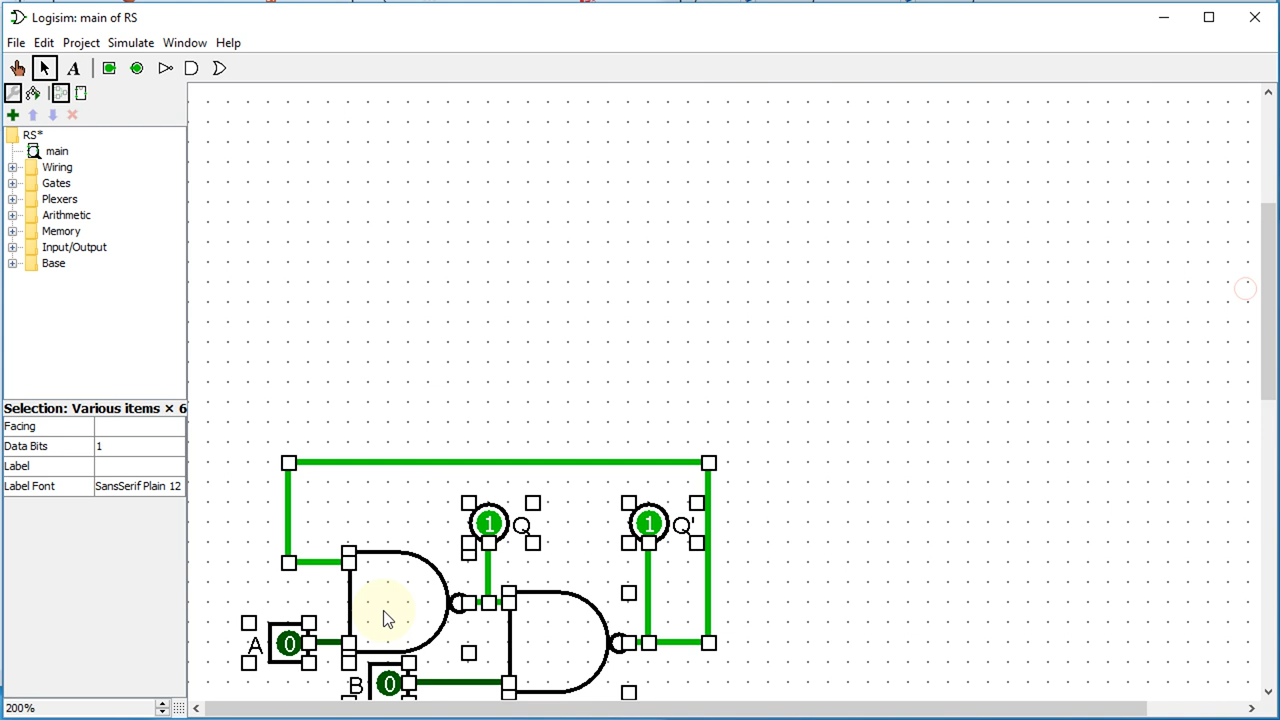 Logisim: main of RS
File Edit Project Simulate Window Help
A
RS*
main
Wiring
Gates
Plexers
Arithmetic
Memory
Input/Output
Base
Selection: Various items × 6
Facing
Data Bits 1
Label
Label Font SansSerif Plain 12
1 Q 1 Q'
A 0
B 0
200%